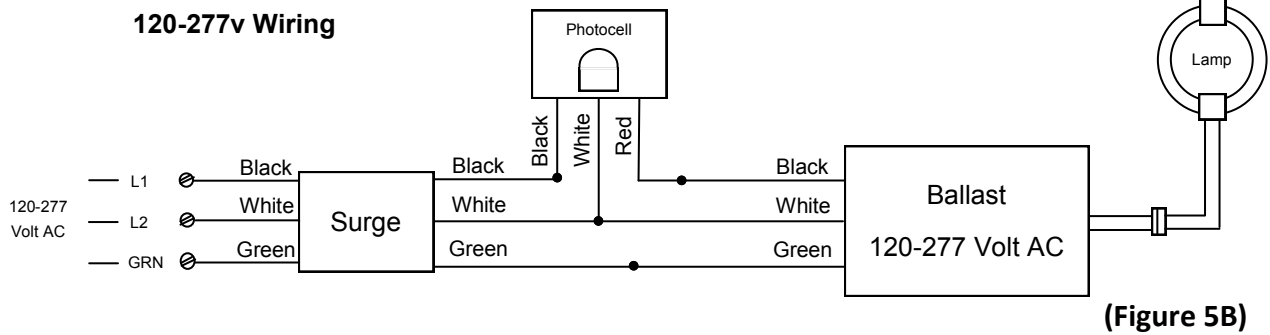 120-277v Wiring
Photocell
Lamp
Black
White
Red
Black
Black
Black
L1
120-277
Volt AC
White
Surge
White
White
Ballast
120-277 Volt AC
L2
Green
Green
Green
GRN
(Figure 5B)